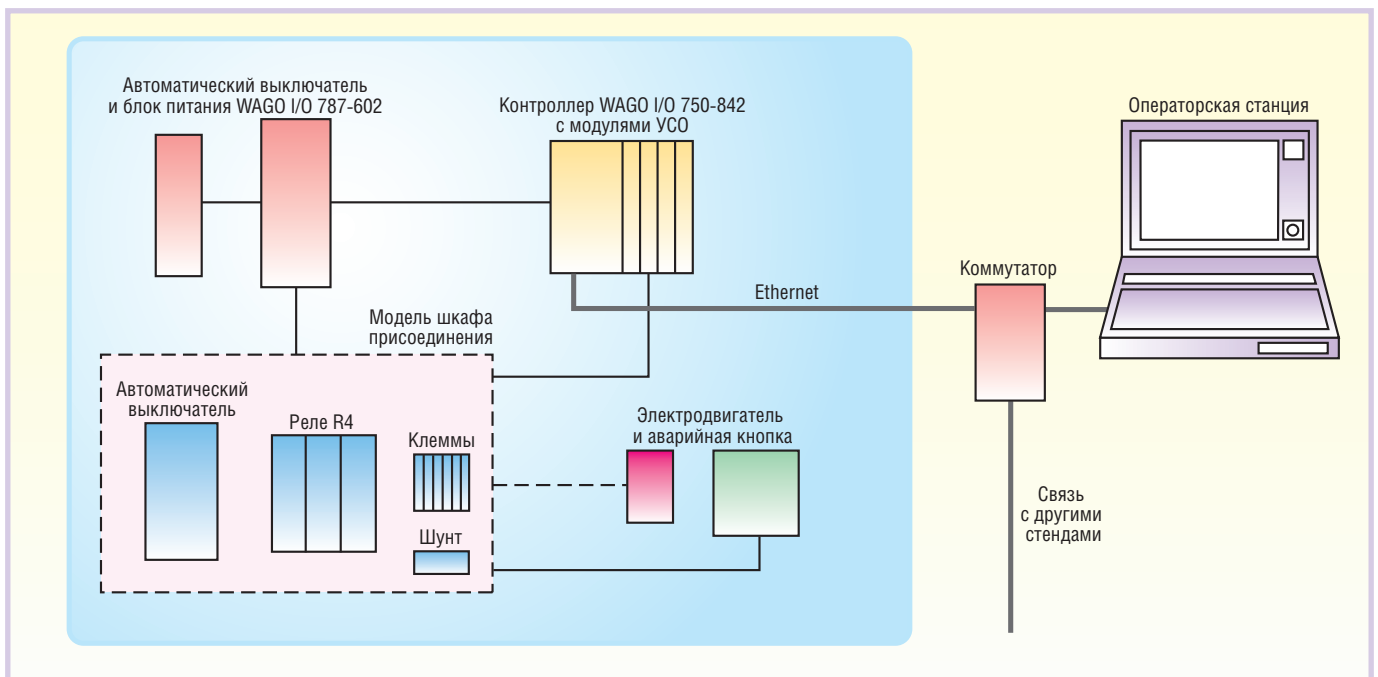 Автоматический выключатель
и блок питания WAGO I/O 787-602
Контроллер WAGO I/O 750-842
с модулями УСО
Операторская станция
Коммутатор
Ethernet
Модель шкафа
присоединения
Автоматический
выключатель
Реле R4
Клеммы
Шунт
Электродвигатель
и аварийная кнопка
Связь
с другими
стендами